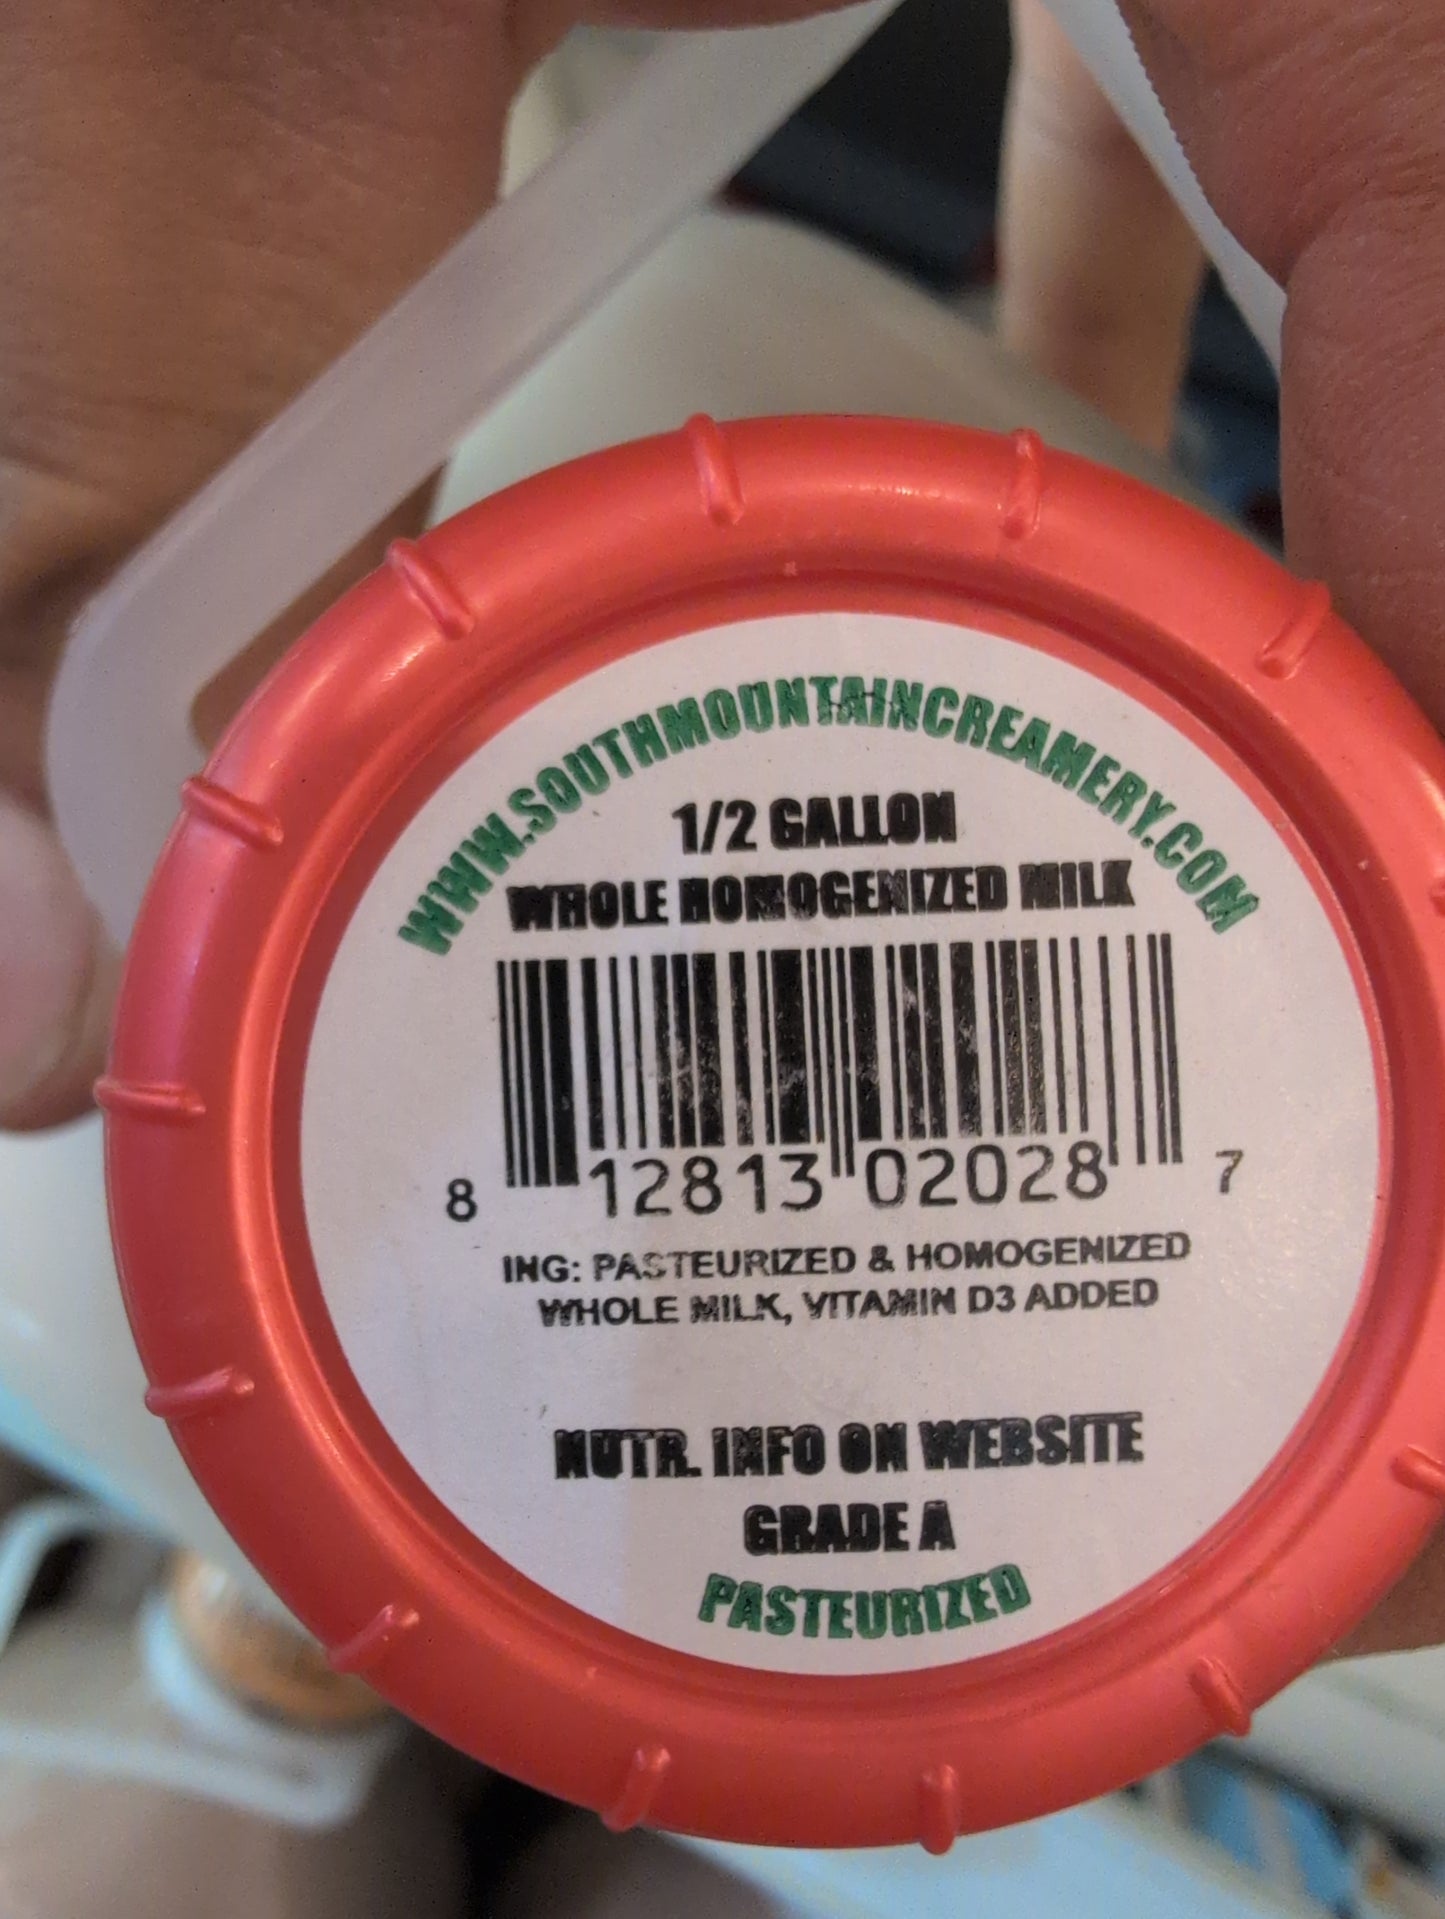 WWW.SOUTHMOUNTAINCREAMERY.COM
1/2 GALLON
WHOLE HOMOGENIZED MILK
8 12813 02028 7
ING: PASTEURIZED & HOMOGENIZED
WHOLE MILK, VITAMIN D3 ADDED
NUTR. INFO ON WEBSITE
GRADE A
PASTEURIZED